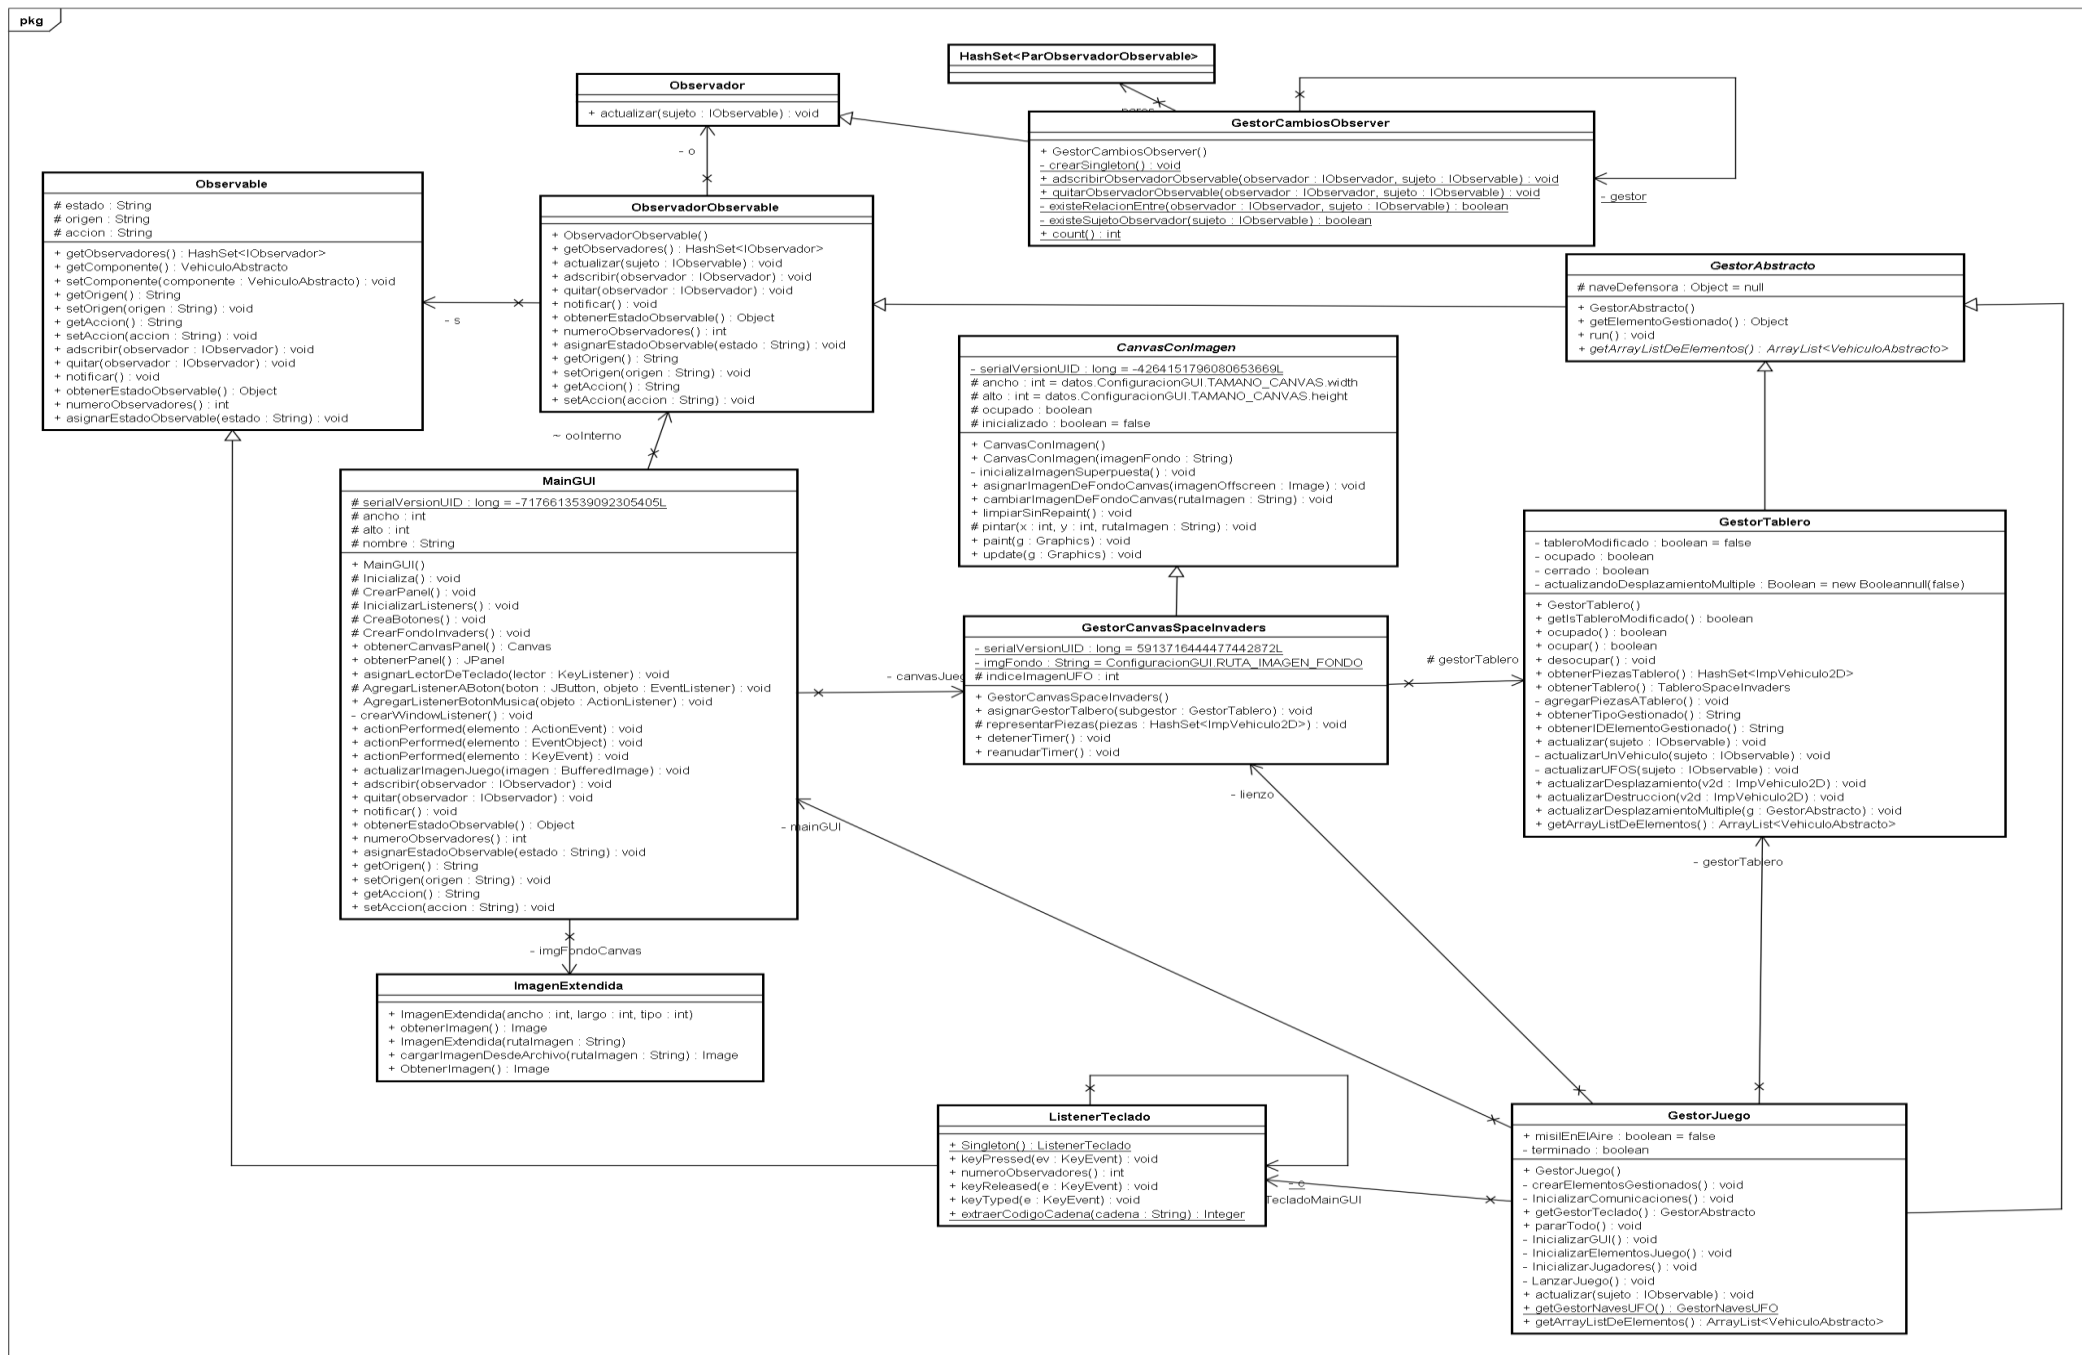 pkg
HashSet<ParObservadorObservable>
Observador
+ actualizar(sujeto : IObservable) : void
- o
GestorCambiosObserver
+ GestorCambiosObserver()
- crearSingleton() : void
+ adscribirObservadorObservable(observador : IObservador, sujeto : IObservable) : void
+ quitarObservadorObservable(observador : IObservador, sujeto : IObservable) : void
- existeRelacionEntre(observador : IObservador, sujeto : IObservable) : boolean
- existeSujetoObservador(sujeto : IObservable) : boolean
+ count() : int
- gestor
Observable
# estado : String
# origen : String
# accion : String
+ getObservadores() : HashSet<IObservador>
+ getComponente() : VehiculoAbstracto
+ setComponente(componente : VehiculoAbstracto) : void
+ getOrigen() : String
+ setOrigen(origen : String) : void
+ getAccion() : String
+ setAccion(accion : String) : void
+ adscribir(observador : IObservador) : void
+ quitar(observador : IObservador) : void
+ notificar() : void
+ obtenerEstadoObservable() : Object
+ numeroObservadores() : int
+ asignarEstadoObservable(estado : String) : void
- s
ObservadorObservable
+ ObservadorObservable()
+ getObservadores() : HashSet<IObservador>
+ actualizar(sujeto : IObservable) : void
+ adscribir(observador : IObservador) : void
+ quitar(observador : IObservador) : void
+ notificar() : void
+ obtenerEstadoObservable() : Object
+ numeroObservadores() : int
+ asignarEstadoObservable(estado : String) : void
+ getOrigen() : String
+ setOrigen(origen : String) : void
+ getAccion() : String
+ setAccion(accion : String) : void
~ ooInterno
GestorAbstracto
# naveDefensora : Object = null
+ GestorAbstracto()
+ getElementoGestionado() : Object
+ run() : void
+ getArrayListDeElementos() : ArrayList<VehiculoAbstracto>
CanvasConImagen
- serialVersionUID : long = -4264151796080653669L
# ancho : int = datos.ConfiguracionGUI.TAMANO_CANVAS.width
# alto : int = datos.ConfiguracionGUI.TAMANO_CANVAS.height
# ocupado : boolean
# inicializado : boolean = false
+ CanvasConImagen()
+ CanvasConImagen(imagenFondo : String)
- inicializaImagenSuperpuesta() : void
+ asignarImagenDeFondoCanvas(imagenOffscreen : Image) : void
+ cambiarImagenDeFondoCanvas(rutaImagen : String) : void
+ limpiarSinRepaint() : void
# pintar(x : int, y : int, rutaImagen : String) : void
+ paint(g : Graphics) : void
+ update(g : Graphics) : void
MainGUI
# serialVersionUID : long = -7176613539092305405L
# ancho : int
# alto : int
# nombre : String
+ MainGUI()
# Inicializa() : void
# CrearPanel() : void
# InicializarListeners() : void
# CreaBotones() : void
# CrearFondoInvaders() : void
+ obtenerCanvasPanel() : Canvas
+ obtenerPanel() : JPanel
+ asignarLectorDeTeclado(lector : KeyListener) : void
# AgregarListenerABoton(boton : JButton, objeto : EventListener) : void
+ AgregarListenerBotonMusica(objeto : ActionListener) : void
- crearWindowListener() : void
+ actionPerformed(elemento : ActionEvent) : void
+ actionPerformed(elemento : EventObject) : void
+ actionPerformed(elemento : KeyEvent) : void
+ actualizarImagenJuego(imagen : BufferedImage) : void
+ adscribir(observador : IObservador) : void
+ quitar(observador : IObservador) : void
+ notificar() : void
+ obtenerEstadoObservable() : Object
+ numeroObservadores() : int
+ asignarEstadoObservable(estado : String) : void
+ getOrigen() : String
+ setOrigen(origen : String) : void
+ getAccion() : String
+ setAccion(accion : String) : void
- canvasJueg
GestorCanvasSpaceInvaders
- serialVersionUID : long = 5913716444477442872L
- imgFondo : String = ConfiguracionGUI.RUTA_IMAGEN_FONDO
# indiceImagenUFO : int
+ GestorCanvasSpaceInvaders()
+ asignarGestorTalbero(subgestor : GestorTablero) : void
# representarPiezas(piezas : HashSet<ImpVehiculo2D>) : void
+ detenerTimer() : void
+ reanudarTimer() : void
# gestorTablero
GestorTablero
- tableroModificado : boolean = false
- ocupado : boolean
- cerrado : boolean
- actualizandoDesplazamientoMultiple : Boolean = new Booleannull(false)
+ GestorTablero()
+ getIsTableroModificado() : boolean
+ ocupado() : boolean
+ ocupar() : boolean
+ desocupar() : void
+ obtenerPiezasTablero() : HashSet<ImpVehiculo2D>
+ obtenerTablero() : TableroSpaceInvaders
- agregarPiezasATablero() : void
+ obtenerTipoGestionado() : String
+ obtenerIDElementoGestionado() : String
+ actualizar(sujeto : IObservable) : void
- actualizarUnVehiculo(sujeto : IObservable) : void
- actualizarUFOS(sujeto : IObservable) : void
+ actualizarDesplazamiento(v2d : ImpVehiculo2D) : void
+ actualizarDestruccion(v2d : ImpVehiculo2D) : void
+ actualizarDesplazamientoMultiple(g : GestorAbstracto) : void
+ getArrayListDeElementos() : ArrayList<VehiculoAbstracto>
- lienzo
- mainGUI
- gestorTablero
- imgFondoCanvas
ImagenExtendida
+ ImagenExtendida(ancho : int, largo : int, tipo : int)
+ obtenerImagen() : Image
+ ImagenExtendida(rutaImagen : String)
+ cargarImagenDesdeArchivo(rutaImagen : String) : Image
+ ObtenerImagen() : Image
ListenerTeclado
+ Singleton() : ListenerTeclado
+ keyPressed(ev : KeyEvent) : void
+ numeroObservadores() : int
+ keyReleased(e : KeyEvent) : void
+ keyTyped(e : KeyEvent) : void
+ extraerCodigoCadena(cadena : String) : Integer
TecladoMainGUI
GestorJuego
+ misilEnElAire : boolean = false
- terminado : boolean
+ GestorJuego()
- crearElementosGestionados() : void
- InicializarComunicaciones() : void
+ getGestorTeclado() : GestorAbstracto
+ pararTodo() : void
- InicializarGUI() : void
- InicializarElementosJuego() : void
- InicializarJugadores() : void
- LanzarJuego() : void
+ actualizar(sujeto : IObservable) : void
+ getGestorNavesUFO() : GestorNavesUFO
+ getArrayListDeElementos() : ArrayList<VehiculoAbstracto>